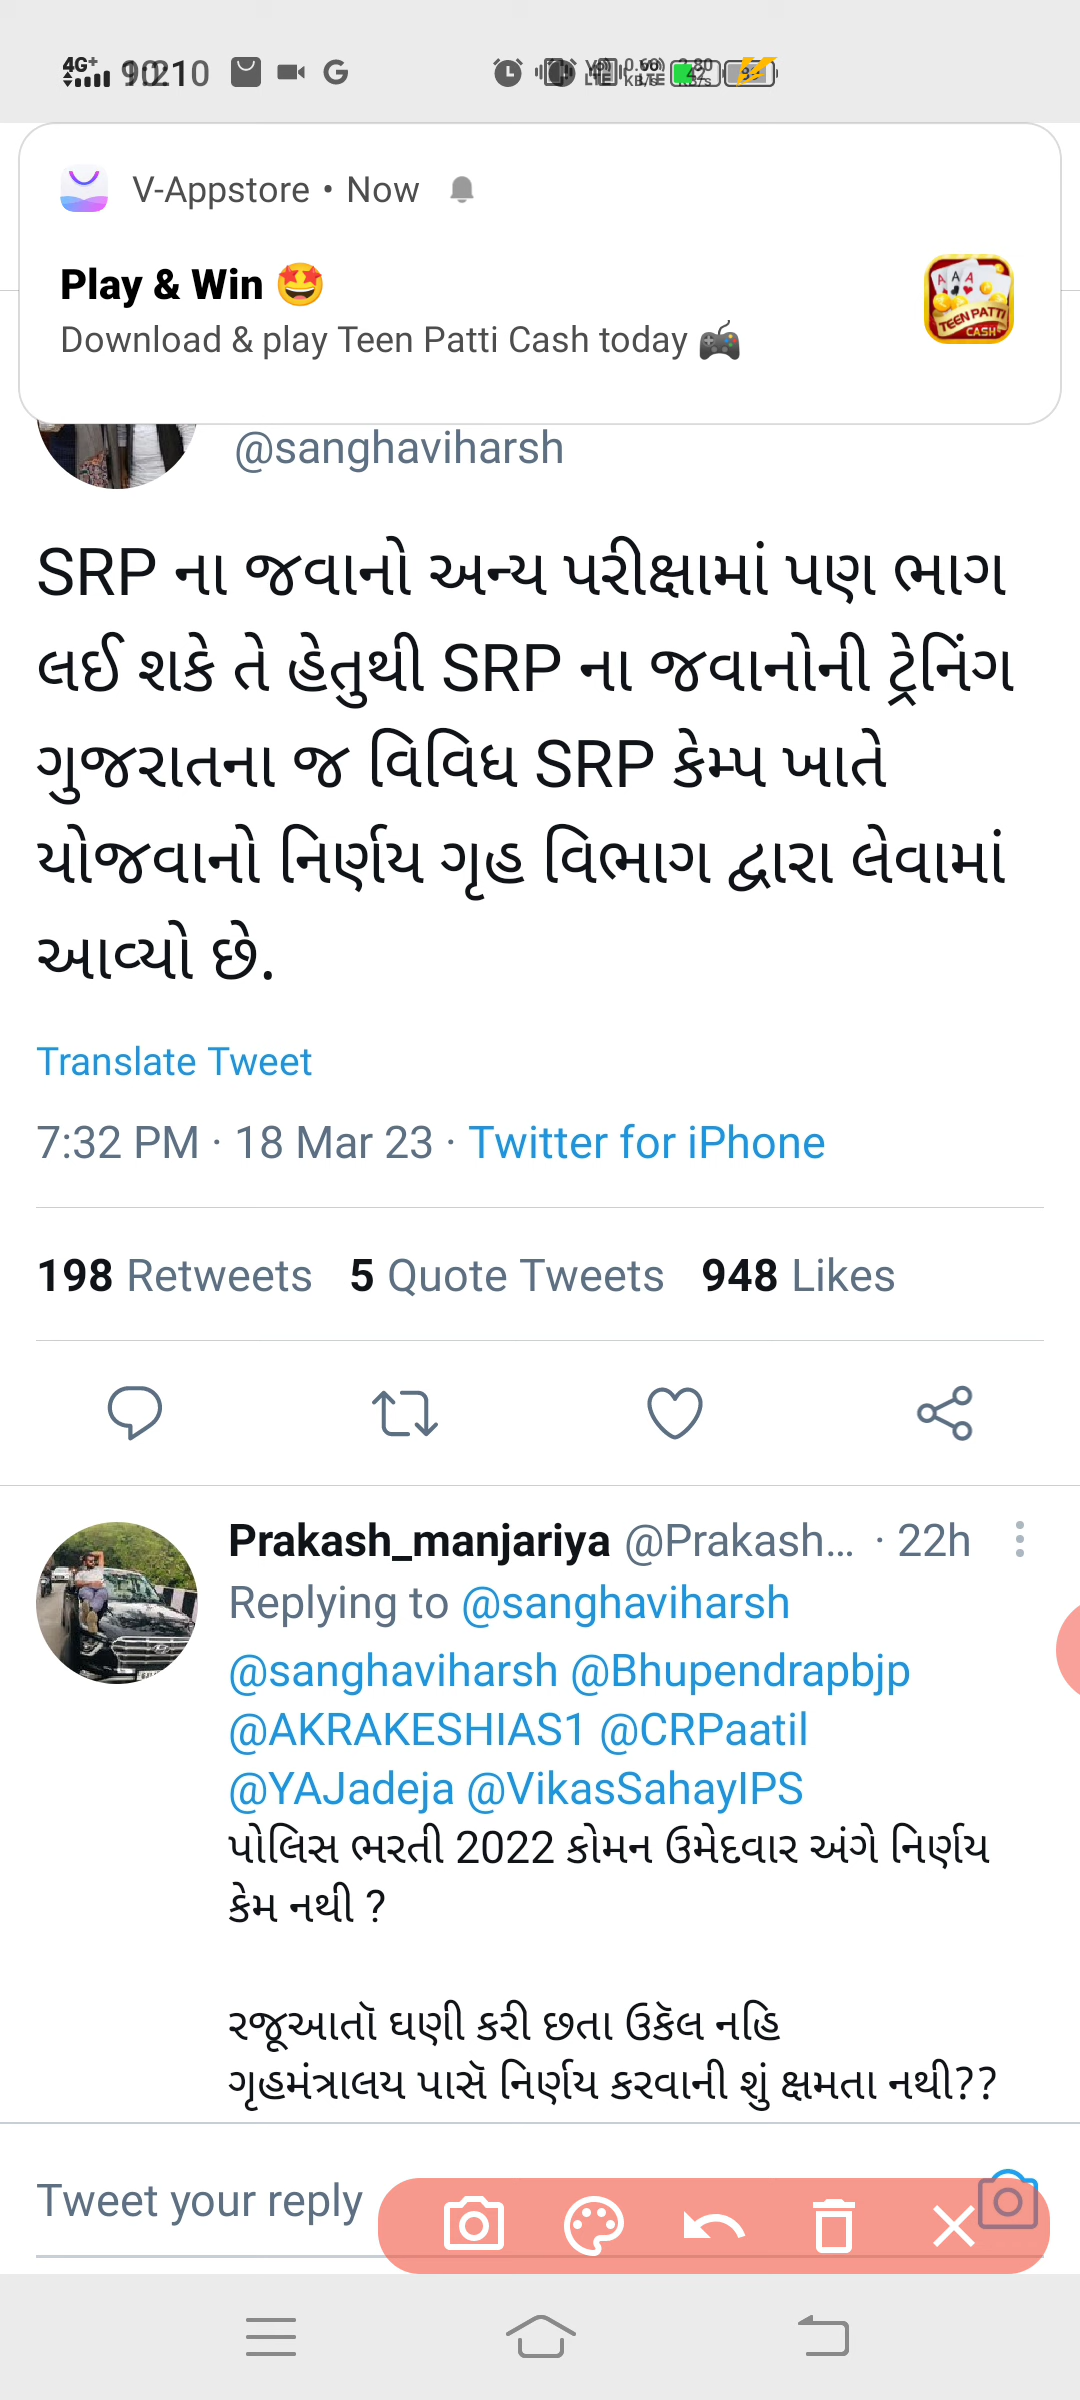 V-Appstore • Now
Play & Win 🤩
Download & play Teen Patti Cash today 🎮
TEEN PATTI
CASH
@sanghaviharsh
SRP ના જવાનો અન્ય પરીક્ષામાં પણ ભાગ
લઈ શકે તે હેતુથી SRP ના જવાનોની ટ્રેનિંગ
ગુજરાતના જ વિવિધ SRP કેમ્પ ખાતે
યોજવાનો નિર્ણય ગૃહ વિભાગ દ્વારા લેવામાં
આવ્યો છે.
Translate Tweet
7:32 PM · 18 Mar 23 · Twitter for iPhone
198 Retweets 5 Quote Tweets 948 Likes
Prakash_manjariya @Prakash... · 22h
Replying to @sanghaviharsh
@sanghaviharsh @Bhupendrapbjp
@AKRAKESHIAS1 @CRPaatil
@YAJadeja @VikasSahayIPS
પોલિસ ભરતી 2022 કોમન ઉમેદવાર અંગે નિર્ણય
કેમ નથી ?
રજૂઆતૉ ઘણી કરી છતા ઉકૅલ નહિ
ગૃહમંત્રાલય પાસૅ નિર્ણય કરવાની શું ક્ષમતા નથી??
Tweet your reply